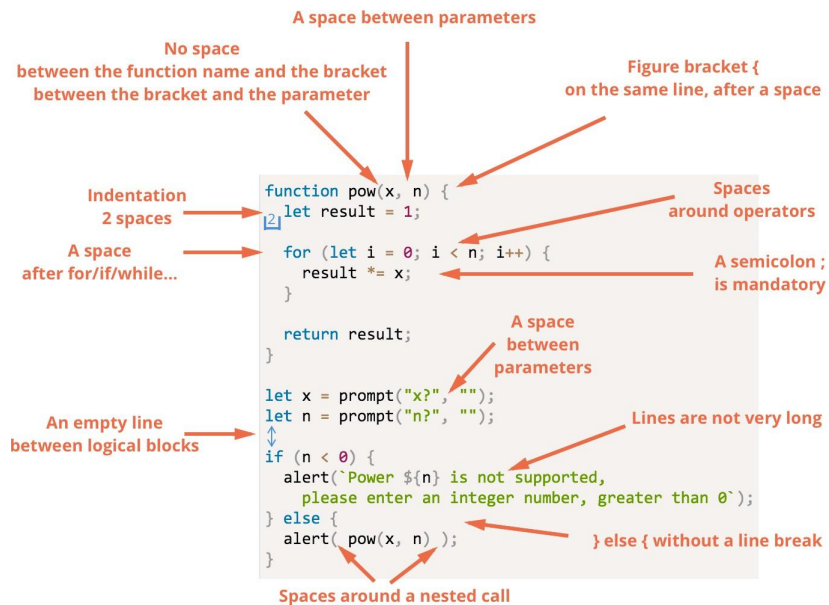 A space between parameters
No space
between the function name and the bracket
between the bracket and the parameter
Figure bracket {
on the same line, after a space
Indentation
2 spaces
A space
after for/if/while...
An empty line
between logical blocks
function pow(x, n) {
2
  let result = 1;

  for (let i = 0; i < n; i++) {
    result *= x;
  }

  return result;
}

let x = prompt("x?", "");
let n = prompt("n?", "");

if (n < 0) {
  alert(`Power ${n} is not supported,
    please enter an integer number, greater than 0`);
} else {
  alert( pow(x, n) );
}
Spaces
around operators
A semicolon ;
is mandatory
A space
between
parameters
Lines are not very long
} else { without a line break
Spaces around a nested call